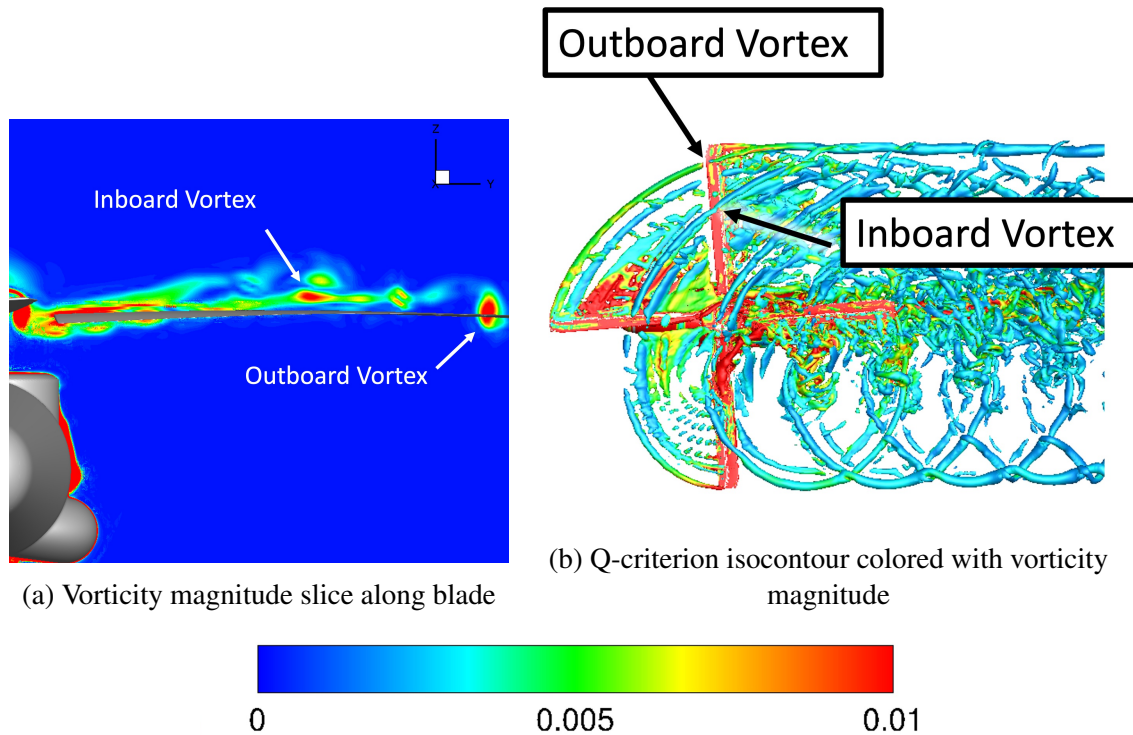 Outboard Vortex
Z
X
Y
Inboard Vortex
Outboard Vortex
Inboard Vortex
(a) Vorticity magnitude slice along blade
(b) Q-criterion isocontour colored with vorticity
magnitude
0
0.005
0.01